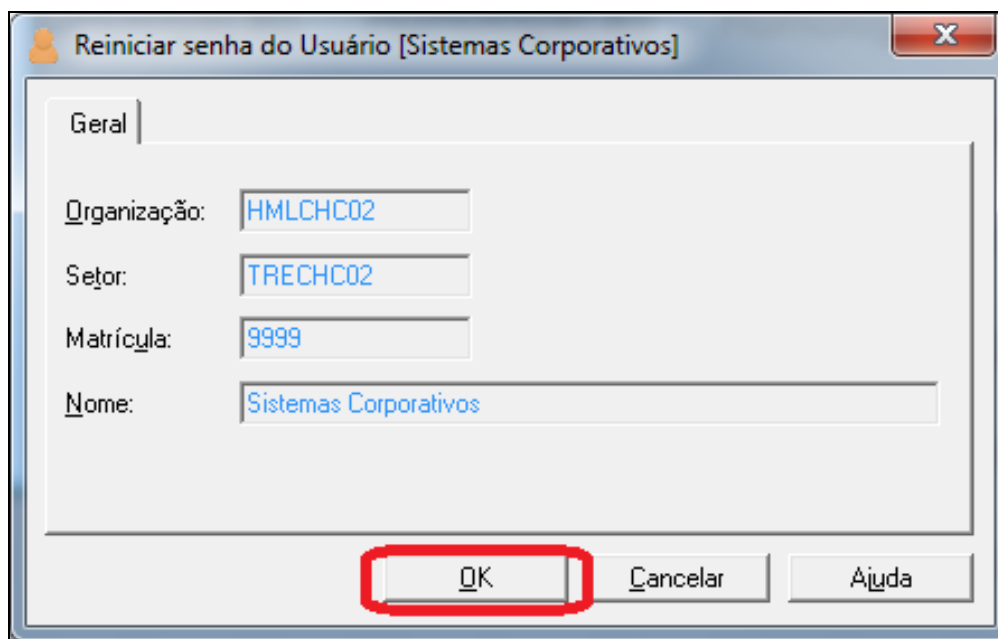 Reiniciar senha do Usuário [Sistemas Corporativos]
Geral
Organização: HMLCHC02
Setor: TRECHC02
Matrícula: 9999
Nome: Sistemas Corporativos
OK Cancelar Ajuda